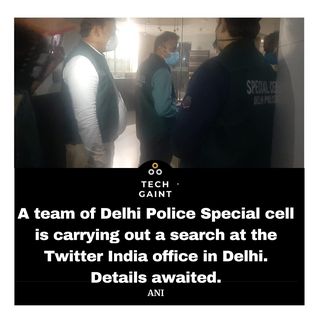 SPECIAL CELL
DELHI POLICE
TECH
GAINT
A team of Delhi Police Special cell
is carrying out a search at the
Twitter India office in Delhi.
Details awaited.
ANI